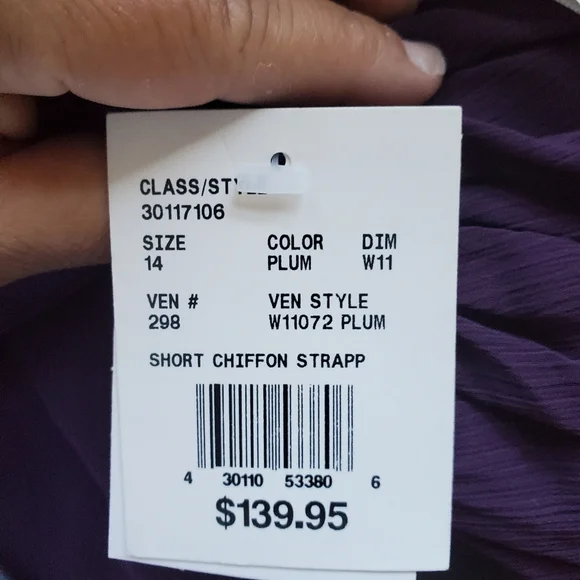 CLASS/STYLE
30117106
SIZE COLOR DIM
14 PLUM W11
VEN # VEN STYLE
298 W11072 PLUM
SHORT CHIFFON STRAPP
4 30110 53380 6
$139.95